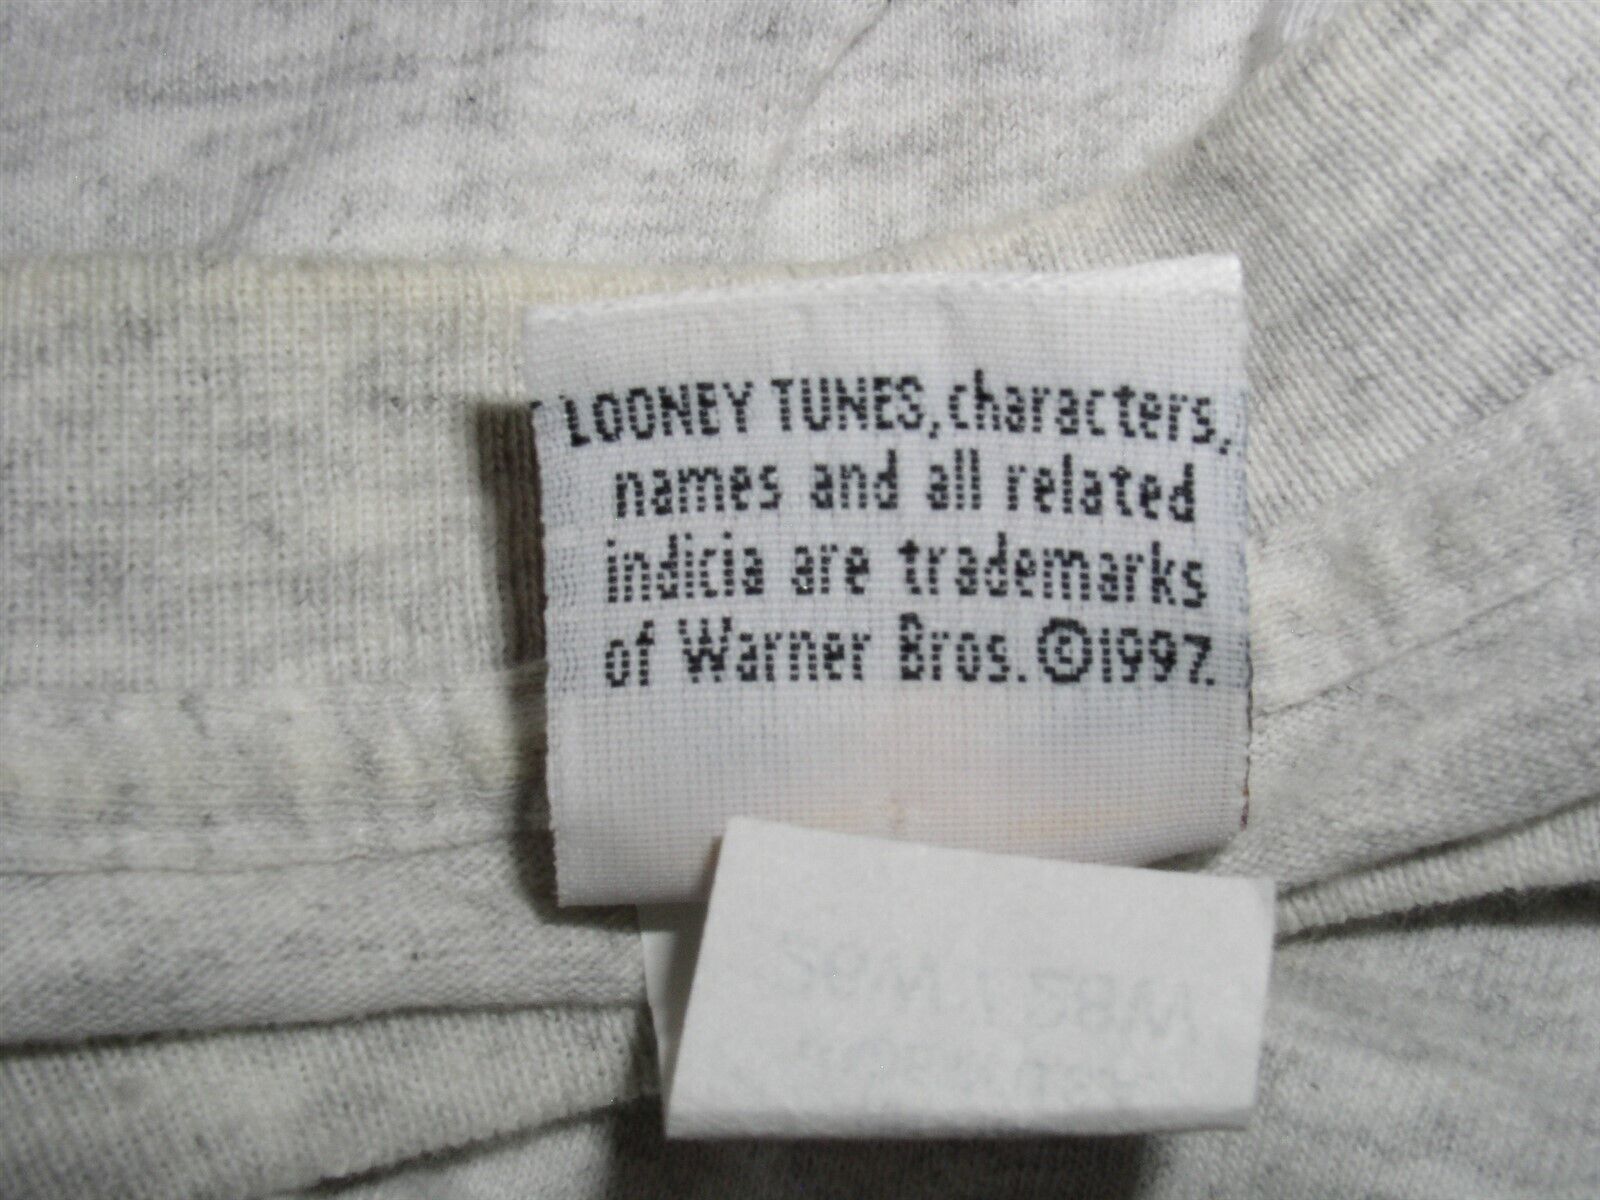 LOONEY TUNES, characters,
names and all related
indicia are trademarks
of Warner Bros. ©1997.